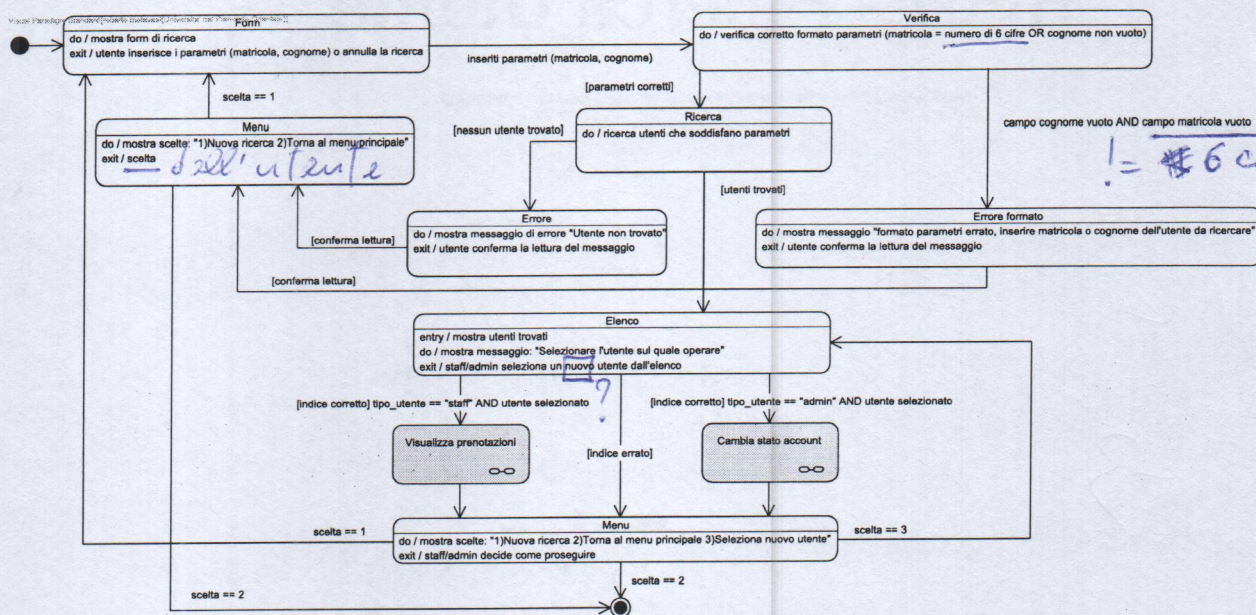 Visual Paradigm Standard(roberto
Form
do / mostra form di ricerca
exit / utente inserisce i parametri (matricola, cognome) o annulla la ricerca
Verifica
do / verifica corretto formato parametri (matricola = numero di 6 cifre OR cognome non vuoto)
inseriti parametri (matricola, cognome)
scelta == 1
[parametri corretti]
Menu
do / mostra scelte: "1)Nuova ricerca 2)Torna al menu principale"
exit / scelta
dell'utente
[nessun utente trovato]
Ricerca
do / ricerca utenti che soddisfano parametri
campo cognome vuoto AND campo matricola vuoto
!= 6 c
[utenti trovati]
Errore
do / mostra messaggio di errore "Utente non trovato"
exit / utente conferma la lettura del messaggio
[conferma lettura]
Errore formato
do / mostra messaggio "formato parametri errato, inserire matricola o cognome dell'utente da ricercare"
exit / utente conferma la lettura del messaggio
[conferma lettura]
Elenco
entry / mostra utenti trovati
do / mostra messaggio: "Selezionare l'utente sul quale operare"
exit / staff/admin seleziona un nuovo utente dall'elenco
?
[indice corretto] tipo_utente == "staff" AND utente selezionato
[indice corretto] tipo_utente == "admin" AND utente selezionato
Visualizza prenotazioni
[indice errato]
Cambia stato account
scelta == 1
Menu
do / mostra scelte: "1)Nuova ricerca 2)Torna al menu principale 3)Seleziona nuovo utente"
exit / staff/admin decide come proseguire
scelta == 3
scelta == 2
scelta == 2